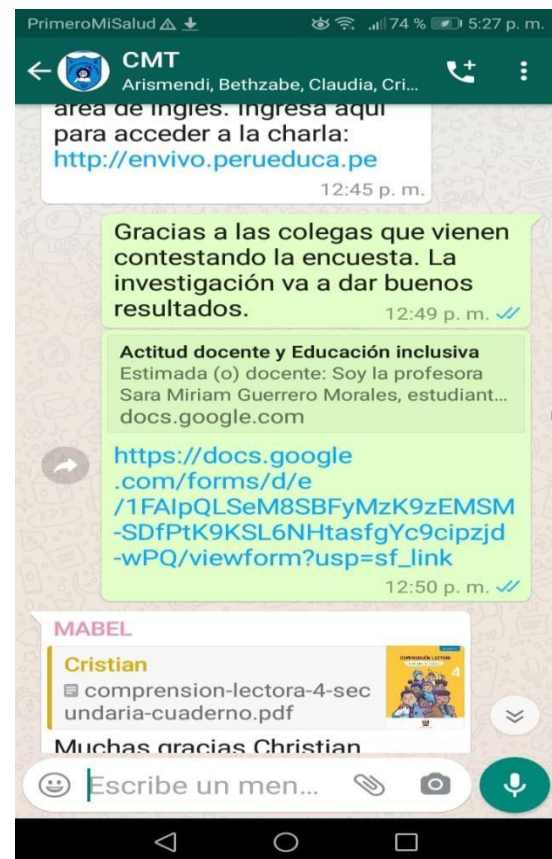 PrimeroMiSalud 74 % 5:27 p. m.
CMT
Arismendi, Bethzabe, Claudia, Cri...
área de Inglés. Ingresa aquí
para acceder a la charla:
http://envivo.perueduca.pe
12:45 p. m.
Gracias a las colegas que vienen
contestando la encuesta. La
investigación va a dar buenos
resultados.
12:49 p. m.
Actitud docente y Educación inclusiva
Estimada (o) docente: Soy la profesora
Sara Miriam Guerrero Morales, estudiant...
docs.google.com
https://docs.google
.com/forms/d/e
/1FAIpQLSeM8SBFyMzK9zEMSM
-SDfPtK9KSL6NHtasfgYc9cipzjd
-wPQ/viewform?usp=sf_link
12:50 p. m.
MABEL
Cristian
comprension-lectora-4-sec
undaria-cuaderno.pdf
COMPRENSIÓN LECTORA
4
Muchas gracias Christian
Escribe un men...